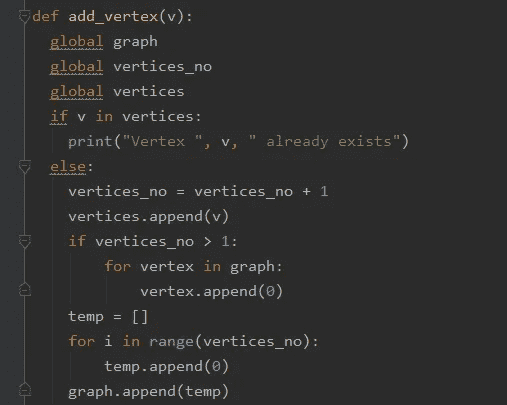 def add_vertex(v):
  global graph
  global vertices_no
  global vertices
  if v in vertices:
    print("Vertex ", v, " already exists")
  else:
    vertices_no = vertices_no + 1
    vertices.append(v)
    if vertices_no > 1:
        for vertex in graph:
            vertex.append(0)
    temp = []
    for i in range(vertices_no):
        temp.append(0)
    graph.append(temp)